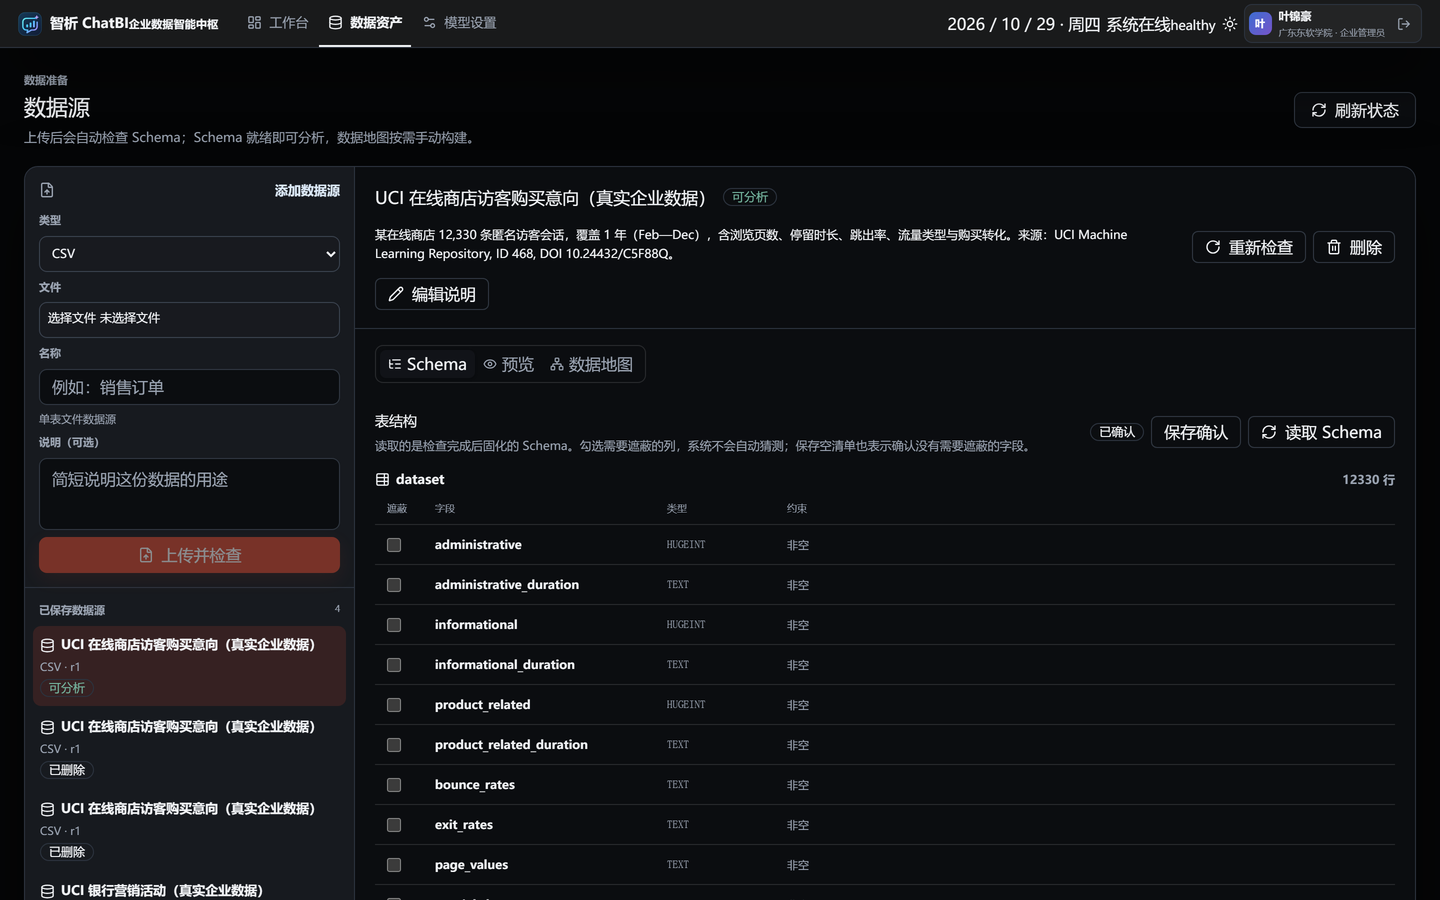 智析 ChatBI企业数据智能中枢
工作台
数据资产
模型设置
2026 / 10 / 29 · 周四 系统在线healthy
叶
叶锦豪
广东东软学院 · 企业管理员
数据准备
数据源
上传后会自动检查 Schema；Schema 就绪即可分析，数据地图按需手动构建。
刷新状态
添加数据源
类型
CSV
文件
选择文件 未选择文件
名称
例如：销售订单
单表文件数据源
说明（可选）
简短说明这份数据的用途
上传并检查
已保存数据源
4
UCI 在线商店访客购买意向（真实企业数据）
CSV · r1
可分析
UCI 在线商店访客购买意向（真实企业数据）
CSV · r1
已删除
UCI 在线商店访客购买意向（真实企业数据）
CSV · r1
已删除
UCI 银行营销活动（真实企业数据）
UCI 在线商店访客购买意向（真实企业数据）
可分析
某在线商店 12,330 条匿名访客会话，覆盖 1 年（Feb—Dec），含浏览页数、停留时长、跳出率、流量类型与购买转化。来源：UCI Machine
Learning Repository, ID 468, DOI 10.24432/C5F88Q。
重新检查
删除
编辑说明
Schema
预览
数据地图
表结构
读取的是检查完成后固化的 Schema。勾选需要遮蔽的列，系统不会自动猜测；保存空清单也表示确认没有需要遮蔽的字段。
已确认
保存确认
读取 Schema
dataset
12330 行
遮蔽 字段 类型 约束
administrative HUGEINT 非空
administrative_duration TEXT 非空
informational HUGEINT 非空
informational_duration TEXT 非空
product_related HUGEINT 非空
product_related_duration TEXT 非空
bounce_rates TEXT 非空
exit_rates TEXT 非空
page_values TEXT 非空